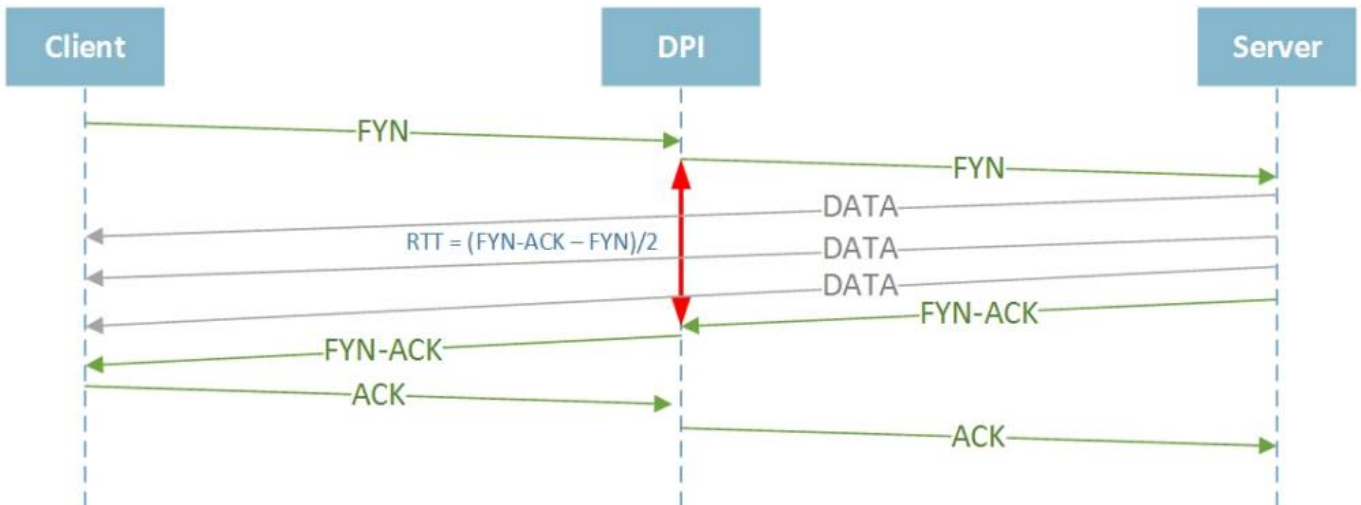 Client
DPI
Server
FYN
FYN
DATA
RTT = (FYN-ACK – FYN)/2
DATA
DATA
FYN-ACK
FYN-ACK
ACK
ACK